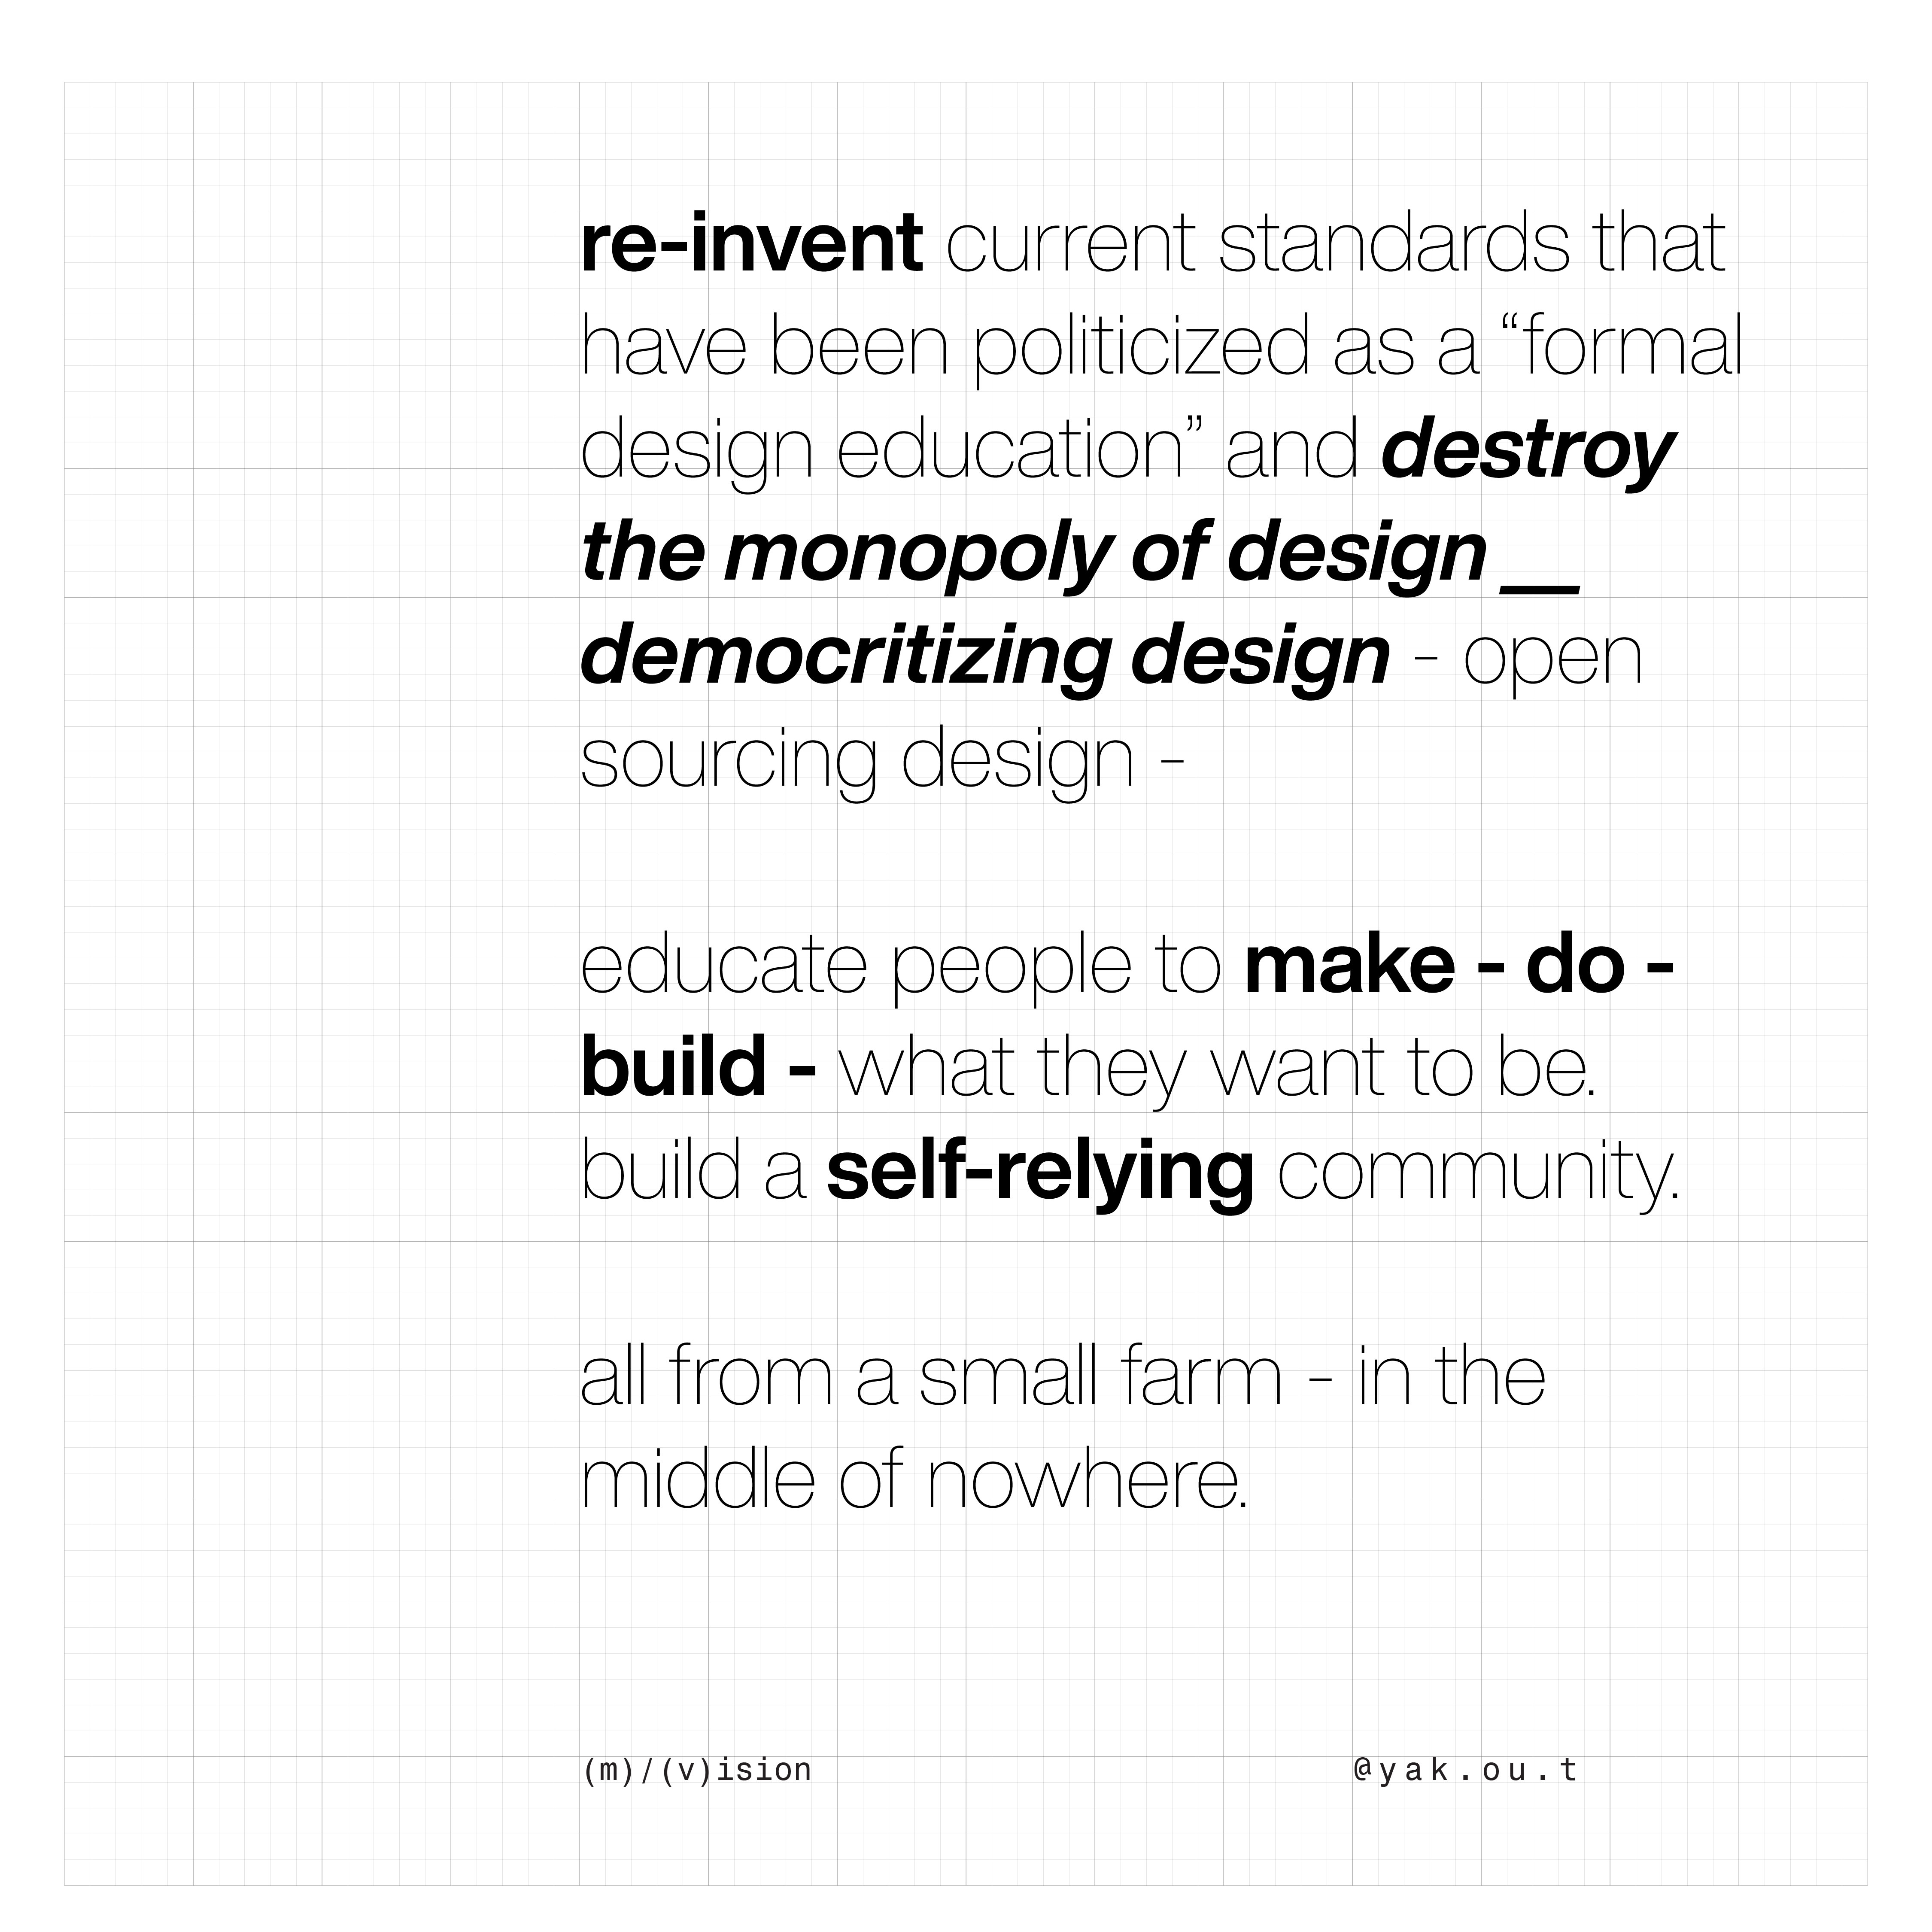 re-invent current standards that
have been politicized as a “formal
design education” and destroy
the monopoly of design __
democritizing design - open
sourcing design -
educate people to make - do -
build - what they want to be.
build a self-relying community.
all from a small farm - in the
middle of nowhere.
(m)/(v)ision
@yak.ou.t